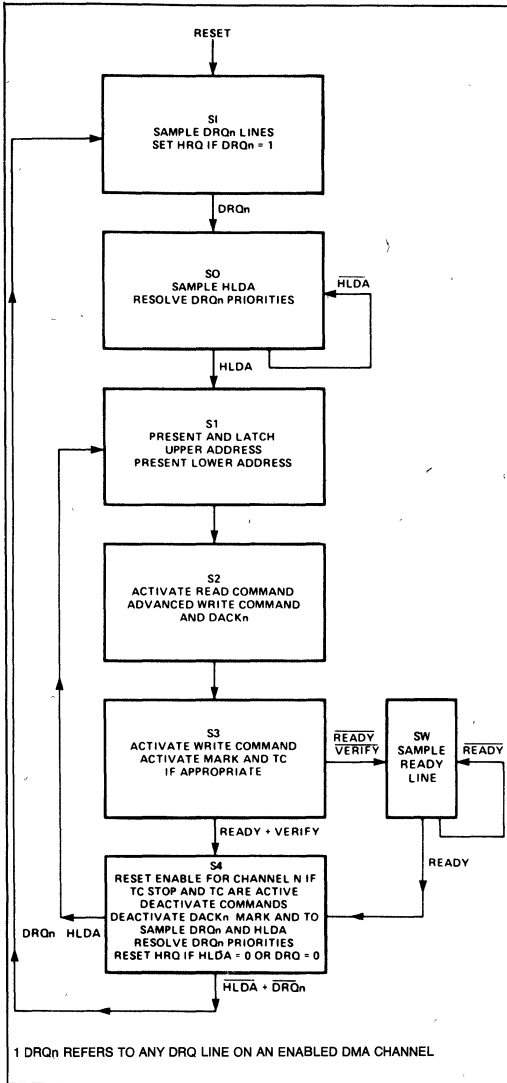 RESET
SI
SAMPLE DRQn LINES
SET HRQ IF DRQn = 1
DRQn
SO
SAMPLE HLDA
RESOLVE DRQn PRIORITIES
HLDA
HLDA
S1
PRESENT AND LATCH
UPPER ADDRESS
PRESENT LOWER ADDRESS
S2
ACTIVATE READ COMMAND
ADVANCED WRITE COMMAND
AND DACKn
S3
ACTIVATE WRITE COMMAND
ACTIVATE MARK AND TC
IF APPROPRIATE
READY
VERIFY
SW
SAMPLE
READY
LINE
READY
READY + VERIFY
READY
S4
RESET ENABLE FOR CHANNEL N IF
TC STOP AND TC ARE ACTIVE
DEACTIVATE COMMANDS
DEACTIVATE DACKn MARK AND TO
SAMPLE DRQn AND HLDA
RESOLVE DRQn PRIORITIES
RESET HRQ IF HLDA = 0 OR DRQ = 0
DRQn HLDA
HLDA + DRQn
1 DRQn REFERS TO ANY DRQ LINE ON AN ENABLED DMA CHANNEL